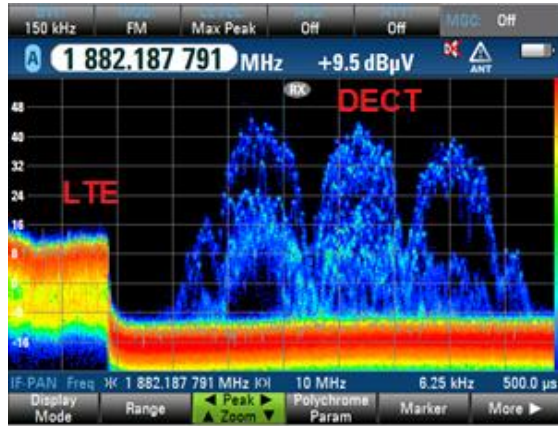 150 kHz FM Max Peak Off Off MGC: Off
A 1 882.187 791 MHz +9.5 dBµV ANT
RX
DECT
48
40
32
LTE
24
16
8
-16
IF-PAN Freq 1 882.187 791 MHz 10 MHz 6.25 kHz 500.0 µs
Display Mode Range Peak Zoom Polychrome Param Marker More